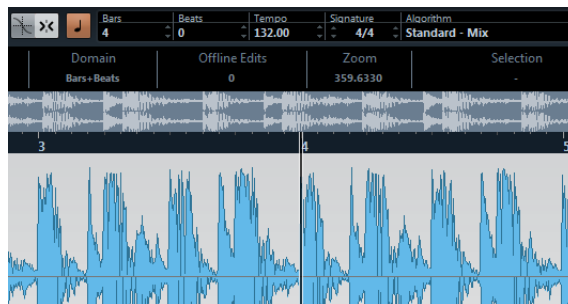 Bars Beats Tempo Signature Algorithm
4 0 132.00 4/4 Standard - Mix
Domain Offline Edits Zoom Selection
Bars+Beats 0 359.6330 -
3 4 5